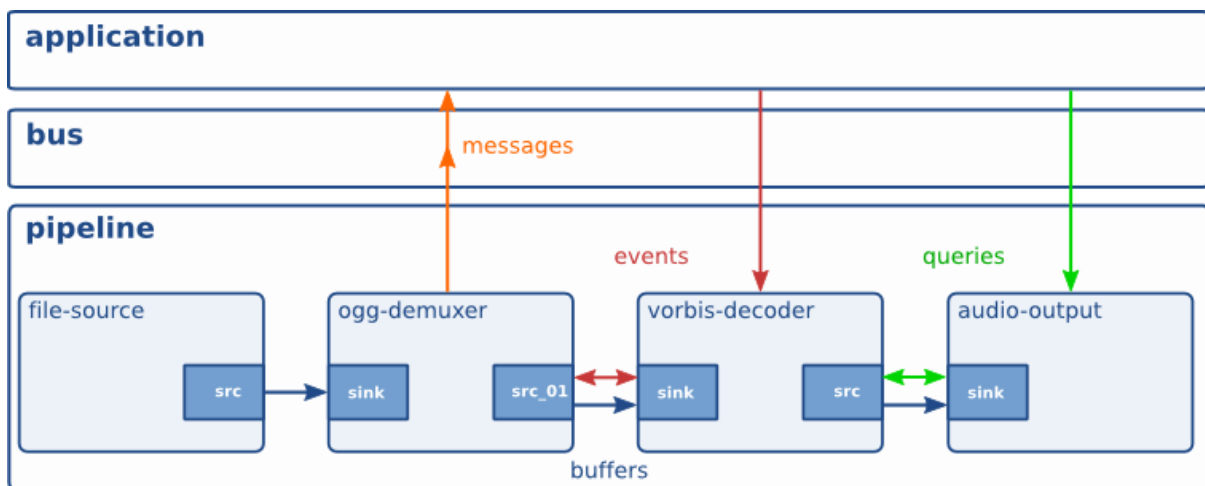 application
bus
messages
pipeline
events
queries
file-source
ogg-demuxer
vorbis-decoder
audio-output
src
sink
src_01
sink
src
sink
buffers